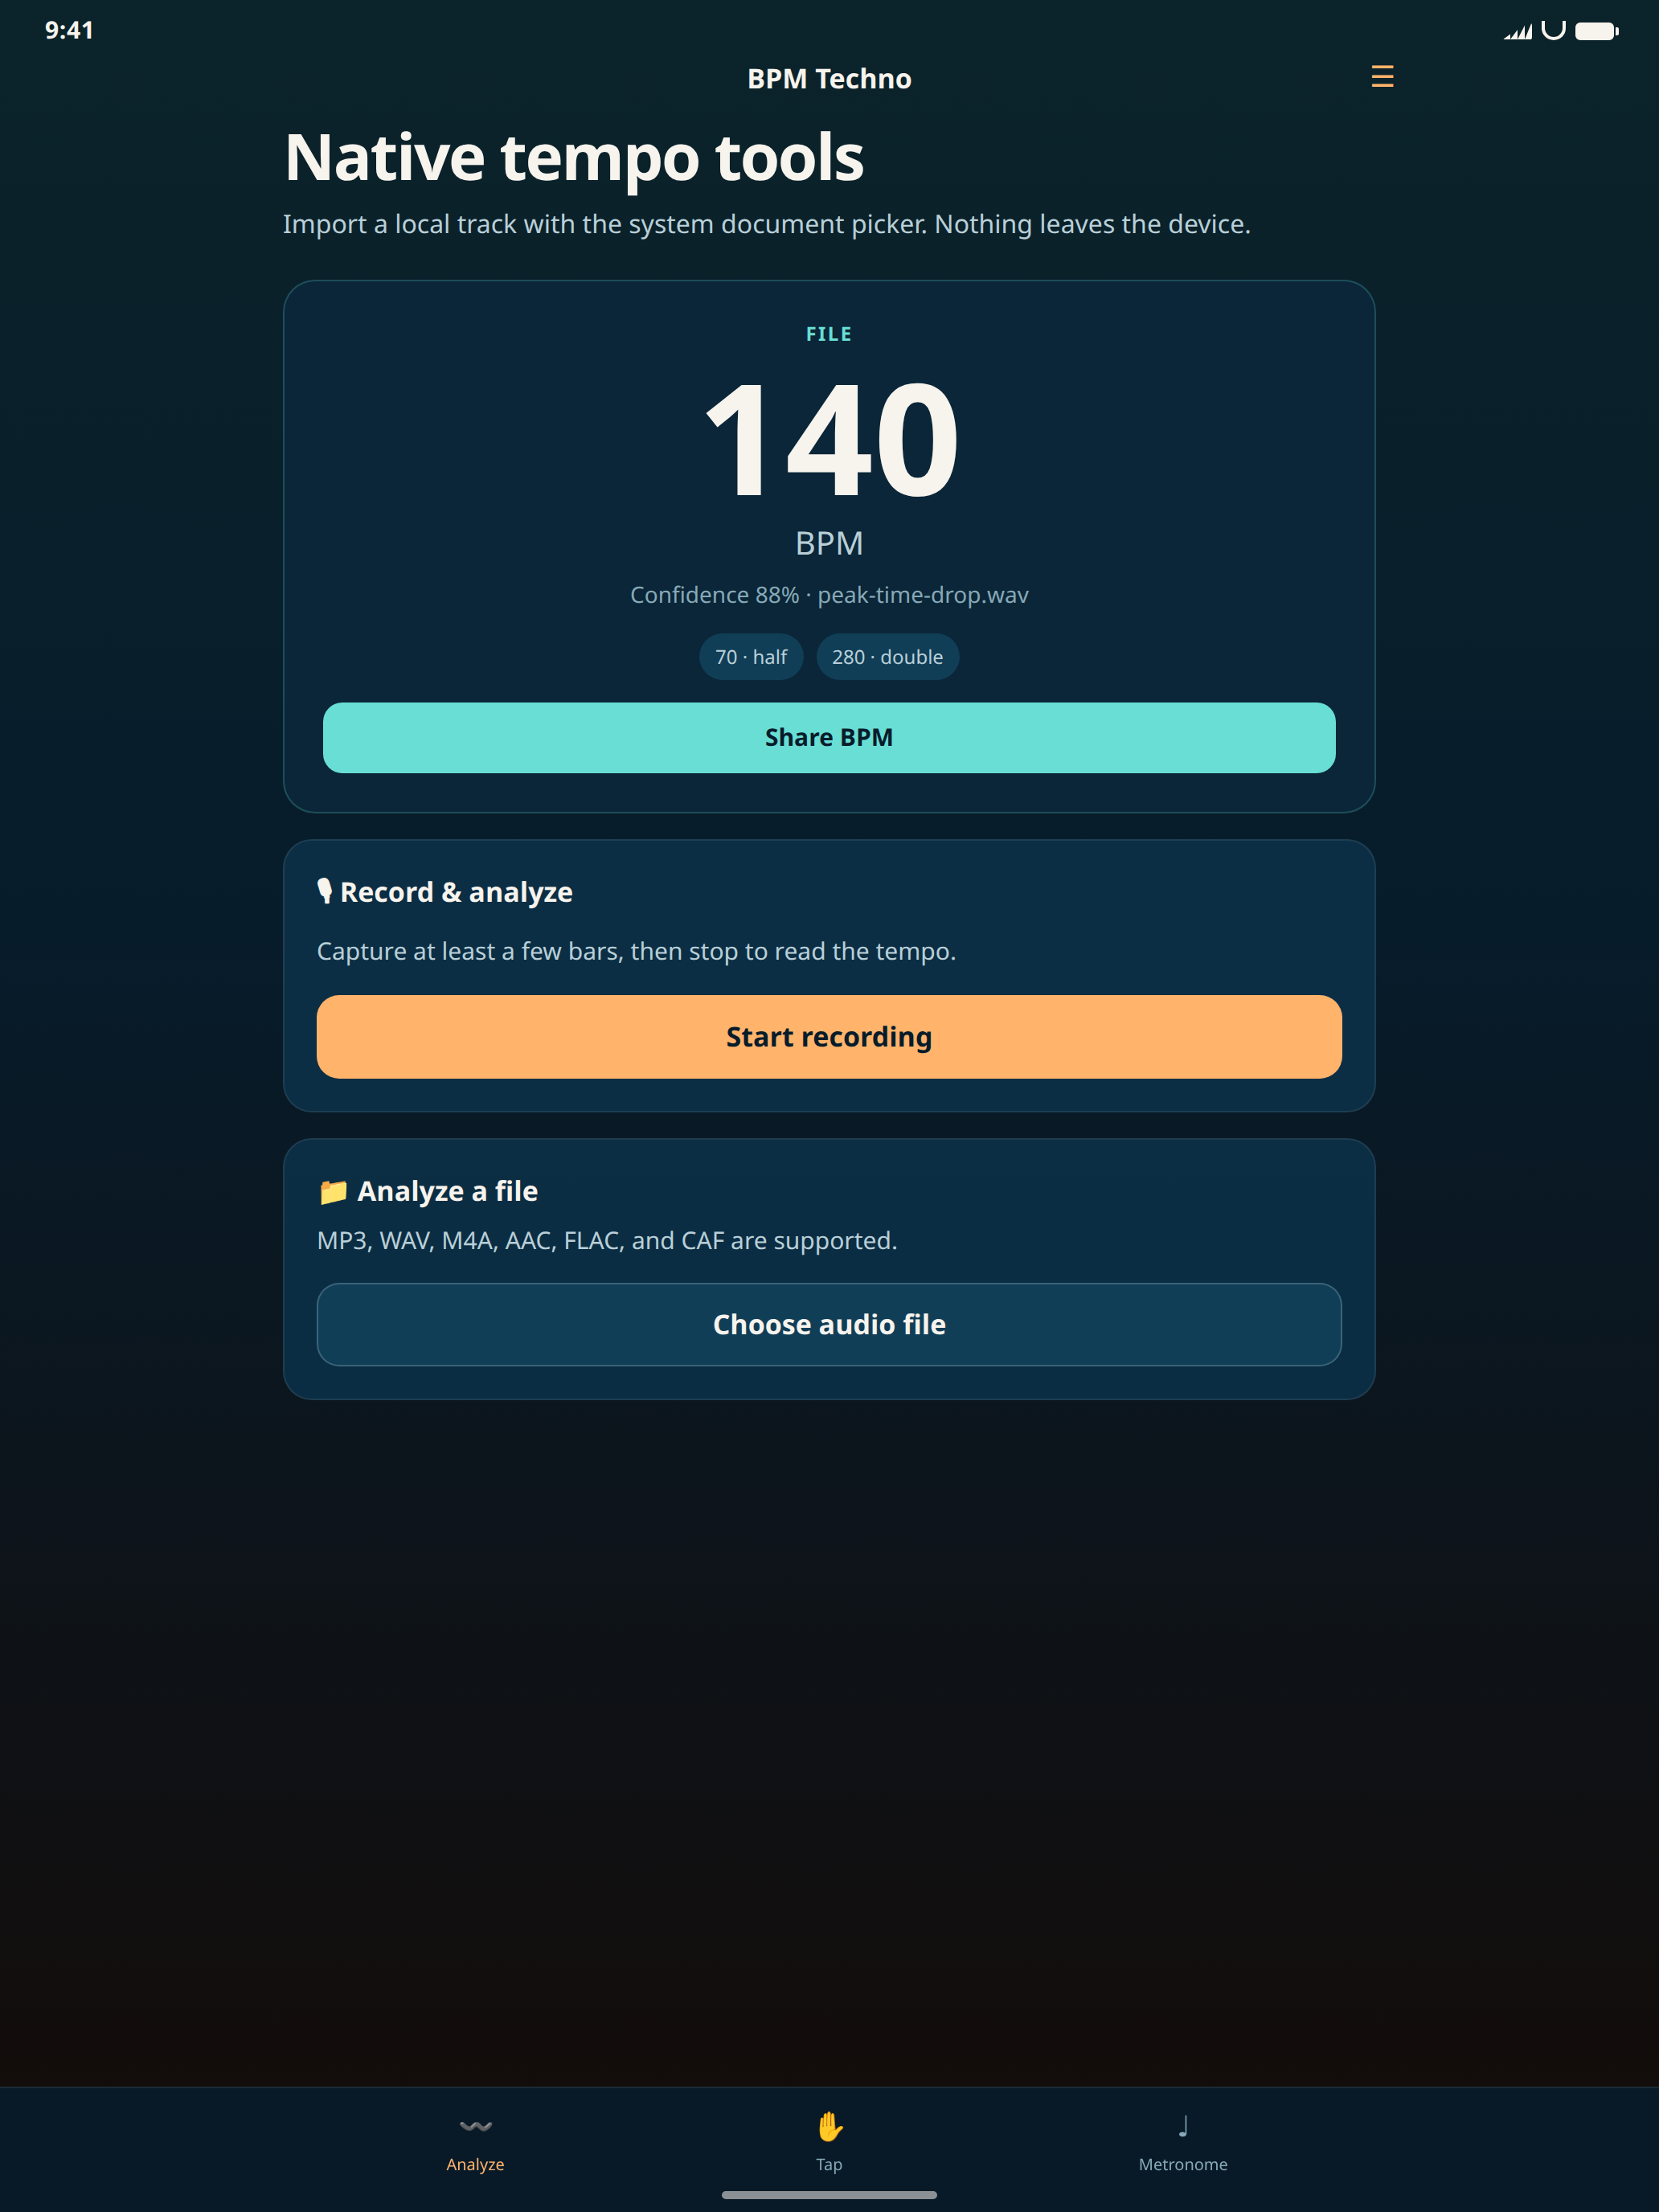 9:41
BPM Techno
Native tempo tools
Import a local track with the system document picker. Nothing leaves the device.
FILE
140
BPM
Confidence 88% · peak-time-drop.wav
70 · half
280 · double
Share BPM
Record & analyze
Capture at least a few bars, then stop to read the tempo.
Start recording
Analyze a file
MP3, WAV, M4A, AAC, FLAC, and CAF are supported.
Choose audio file
Analyze
Tap
Metronome